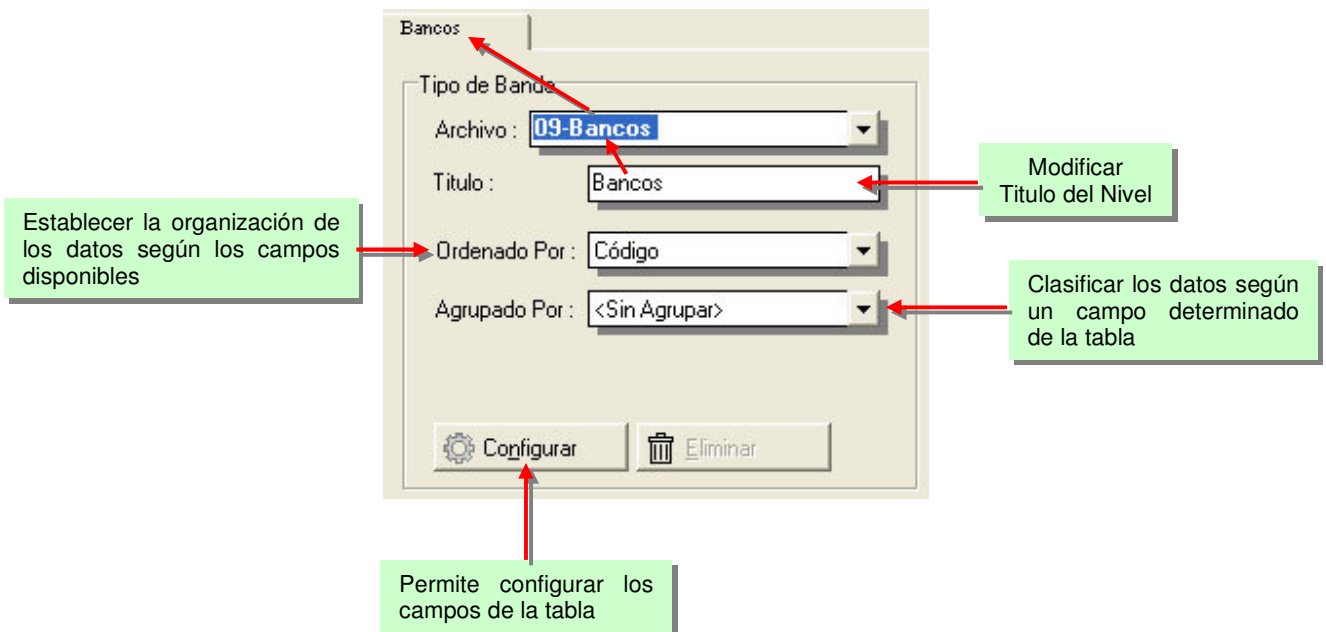 Bancos
Tipo de Banda
Archivo : 09-Bancos
Titulo : Bancos
Modificar
Titulo del Nivel
Establecer la organización de
los datos según los campos
disponibles
Ordenado Por : Código
Agrupado Por : <Sin Agrupar>
Clasificar los datos según
un campo determinado
de la tabla
Configurar
Eliminar
Permite configurar los
campos de la tabla